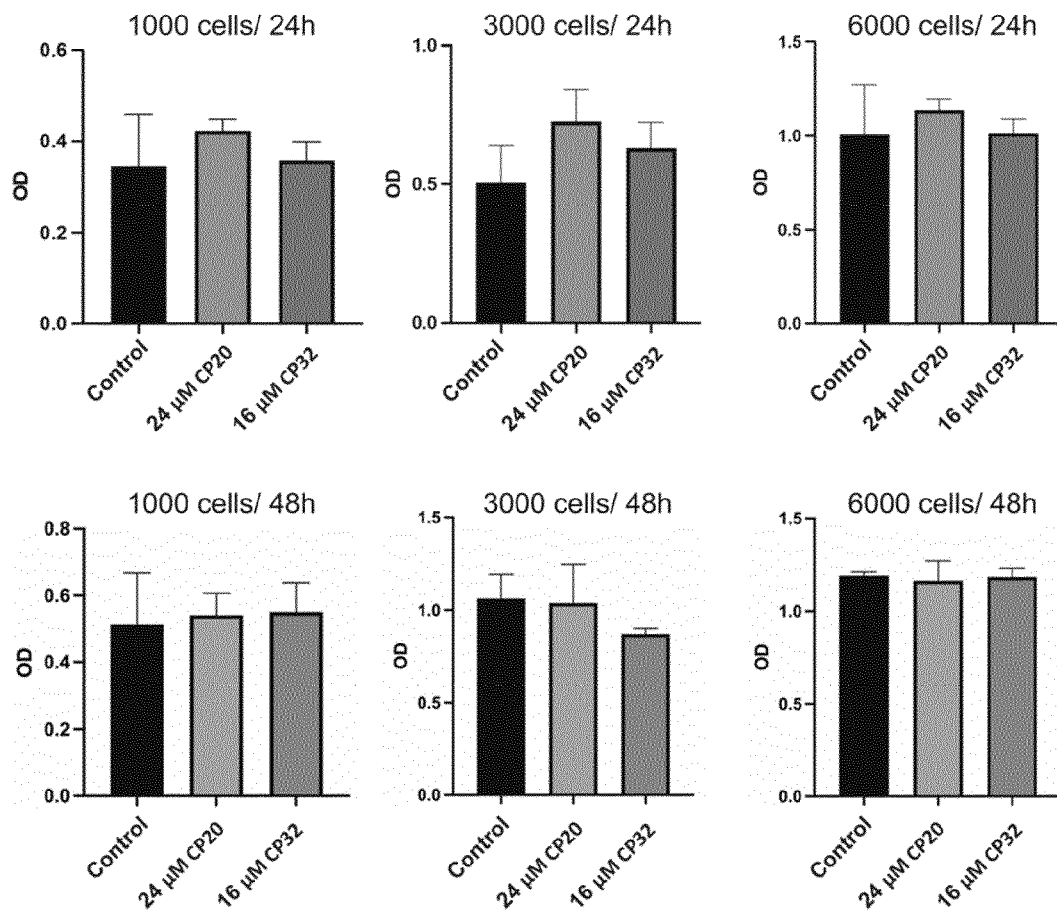 1000 cells/ 24h
0.6
0.4
0.2
0.0
OD
Control
24 µM CP20
16 µM CP32
3000 cells/ 24h
1.0
0.5
0.0
OD
Control
24 µM CP20
16 µM CP32
6000 cells/ 24h
1.5
1.0
0.5
0.0
OD
Control
24 µM CP20
16 µM CP32
1000 cells/ 48h
0.8
0.6
0.4
0.2
0.0
OD
Control
24 µM CP20
16 µM CP32
3000 cells/ 48h
1.5
1.0
0.5
0.0
OD
Control
24 µM CP20
16 µM CP32
6000 cells/ 48h
1.5
1.0
0.5
0.0
OD
Control
24 µM CP20
16 µM CP32